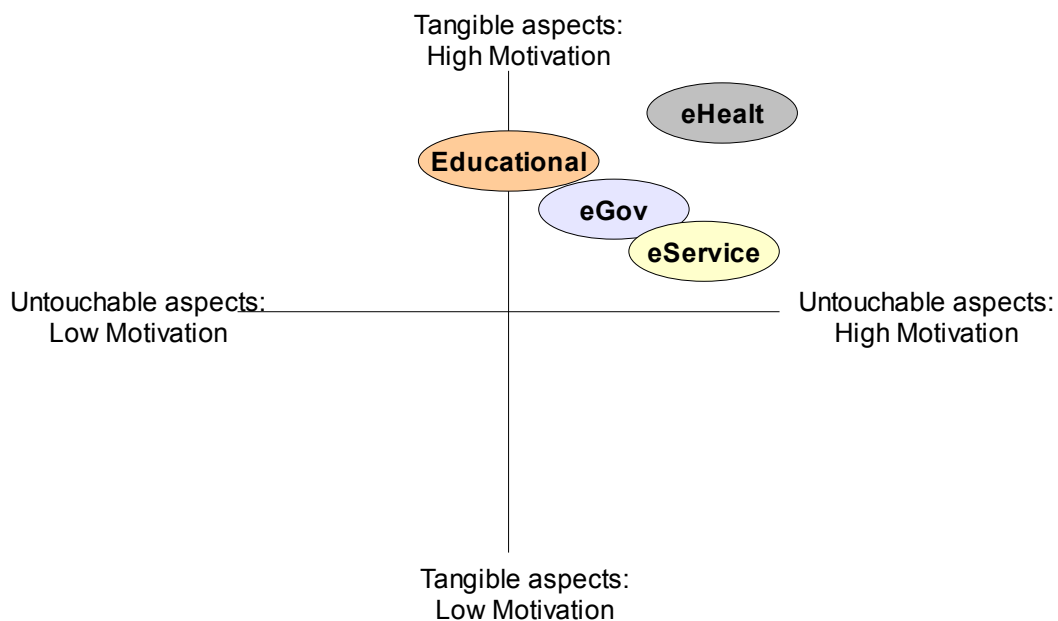 Tangible aspects:
High Motivation
eHealt
Educational
eGov
eService
Untouchable aspects:
Low Motivation
Untouchable aspects:
High Motivation
Tangible aspects:
Low Motivation